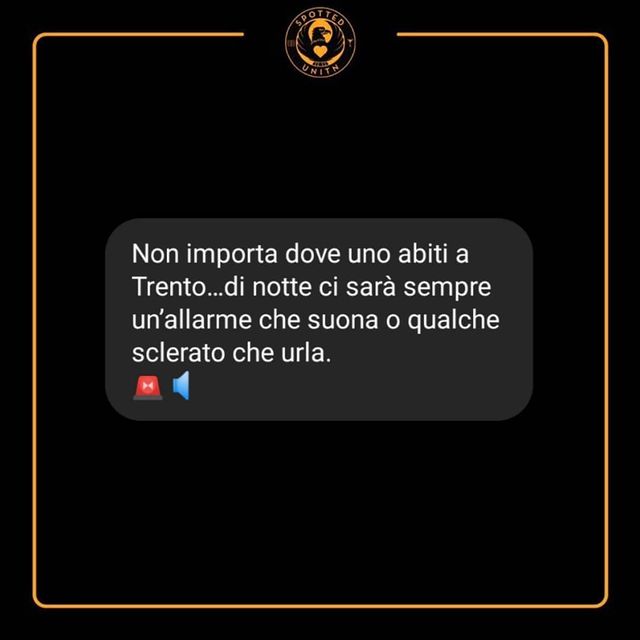 SPOTTED
UNITN
Non importa dove uno abiti a
Trento...di notte ci sarà sempre
un'allarme che suona o qualche
sclerato che urla.
🚨🔈